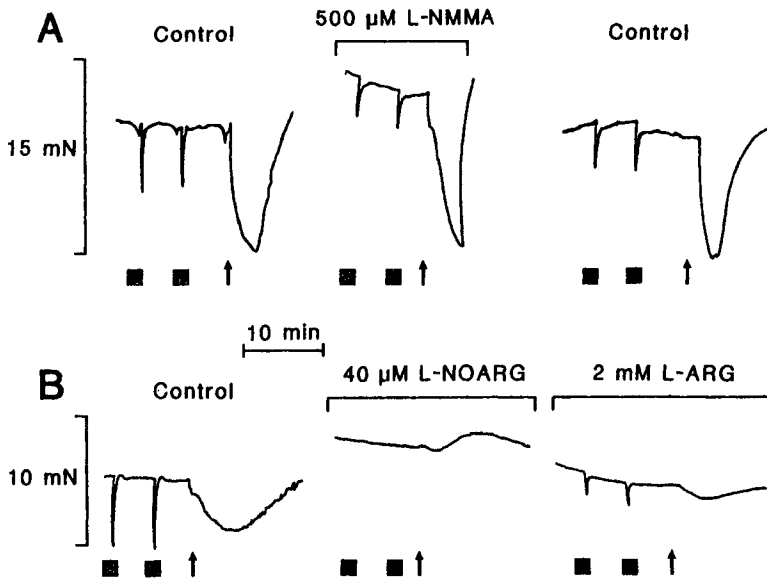 A
Control
500 µM L-NMMA
Control
15 mN
10 min
B
Control
40 µM L-NOARG
2 mM L-ARG
10 mN